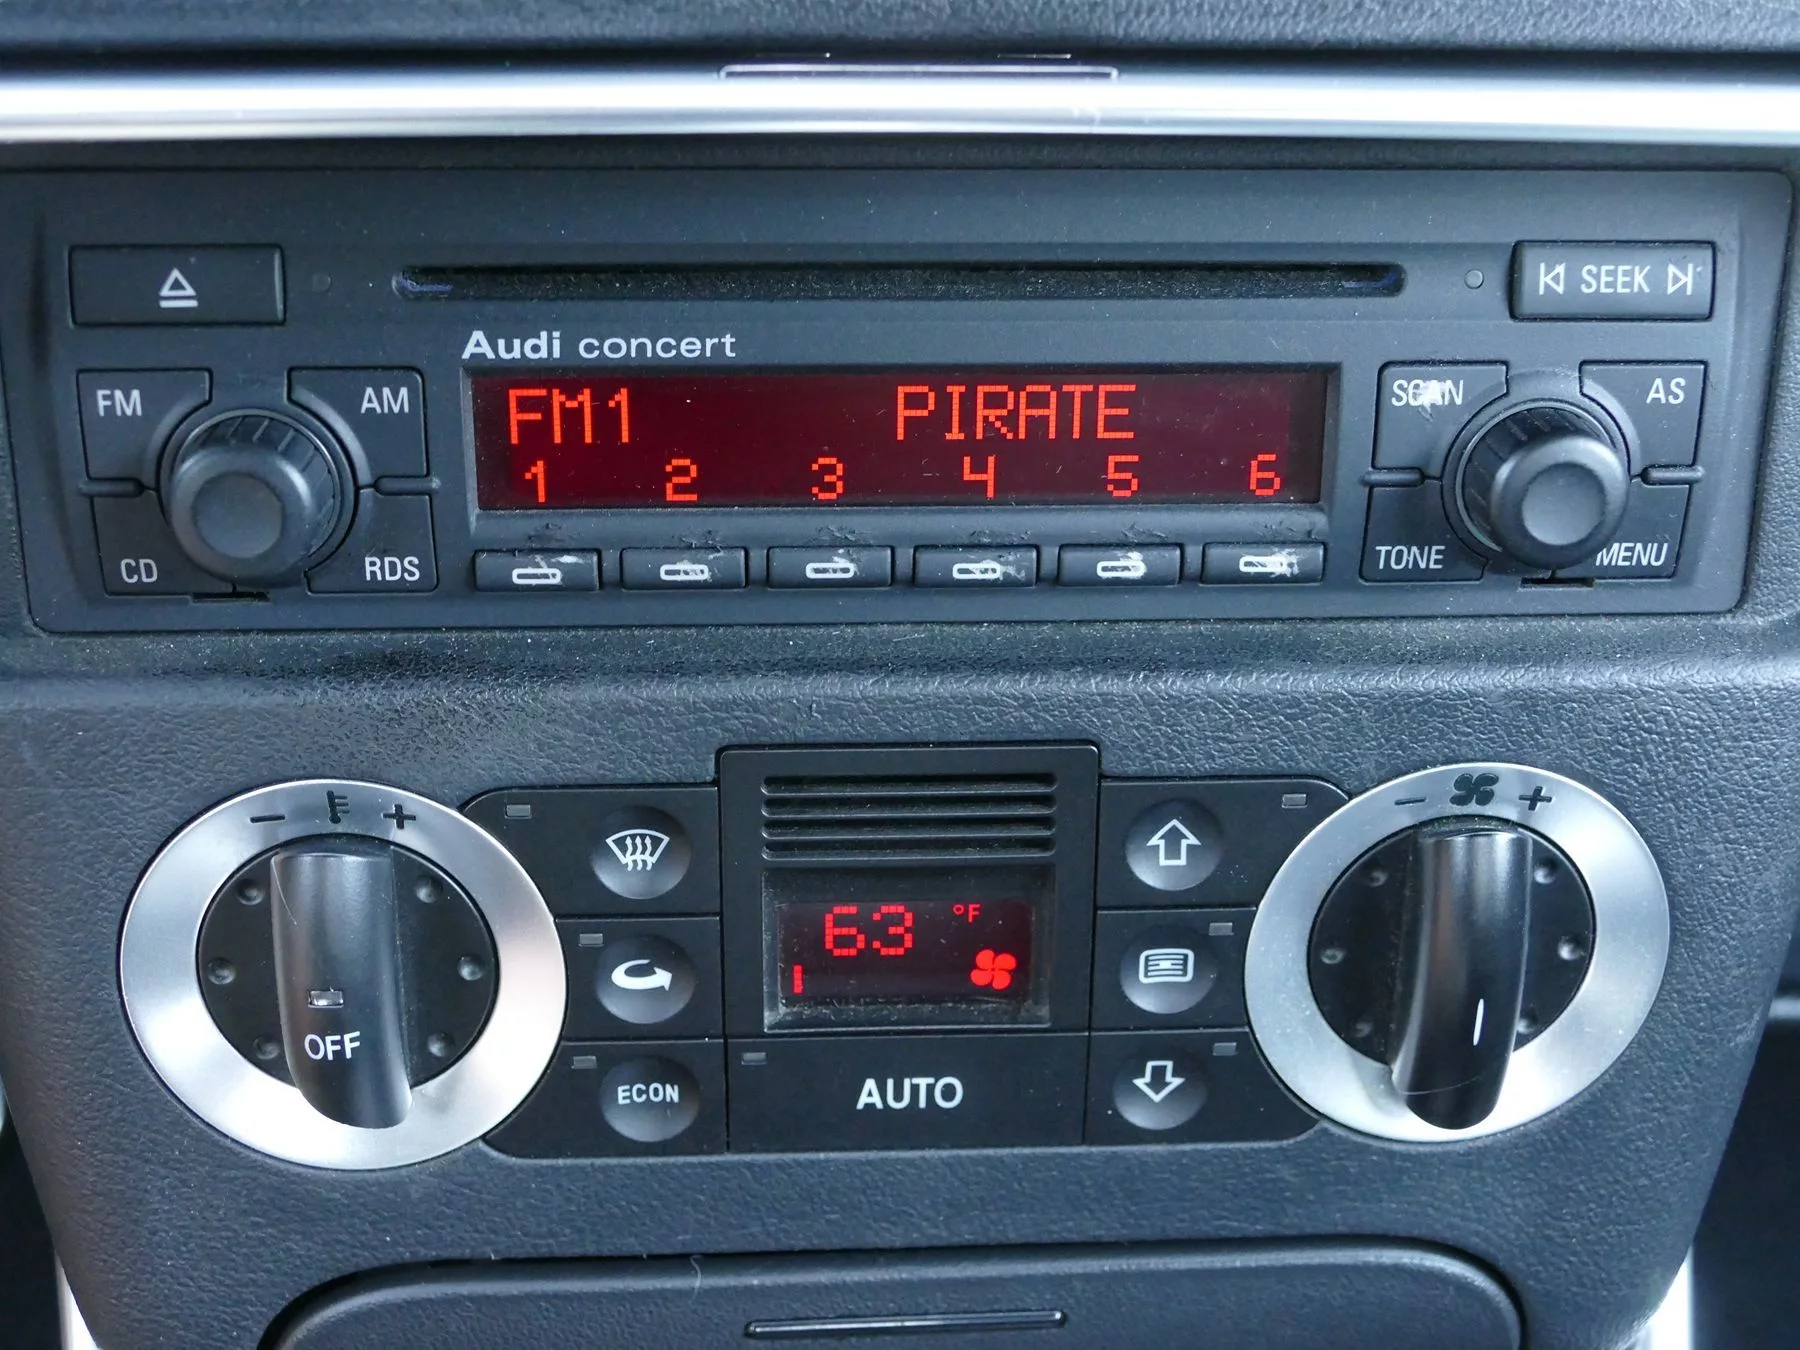 SEEK
Audi concert
FM AM
FM1 PIRATE
1 2 3 4 5 6
SCAN AS
CD RDS
TONE MENU
- +
- +
63 °F
OFF
ECON
AUTO